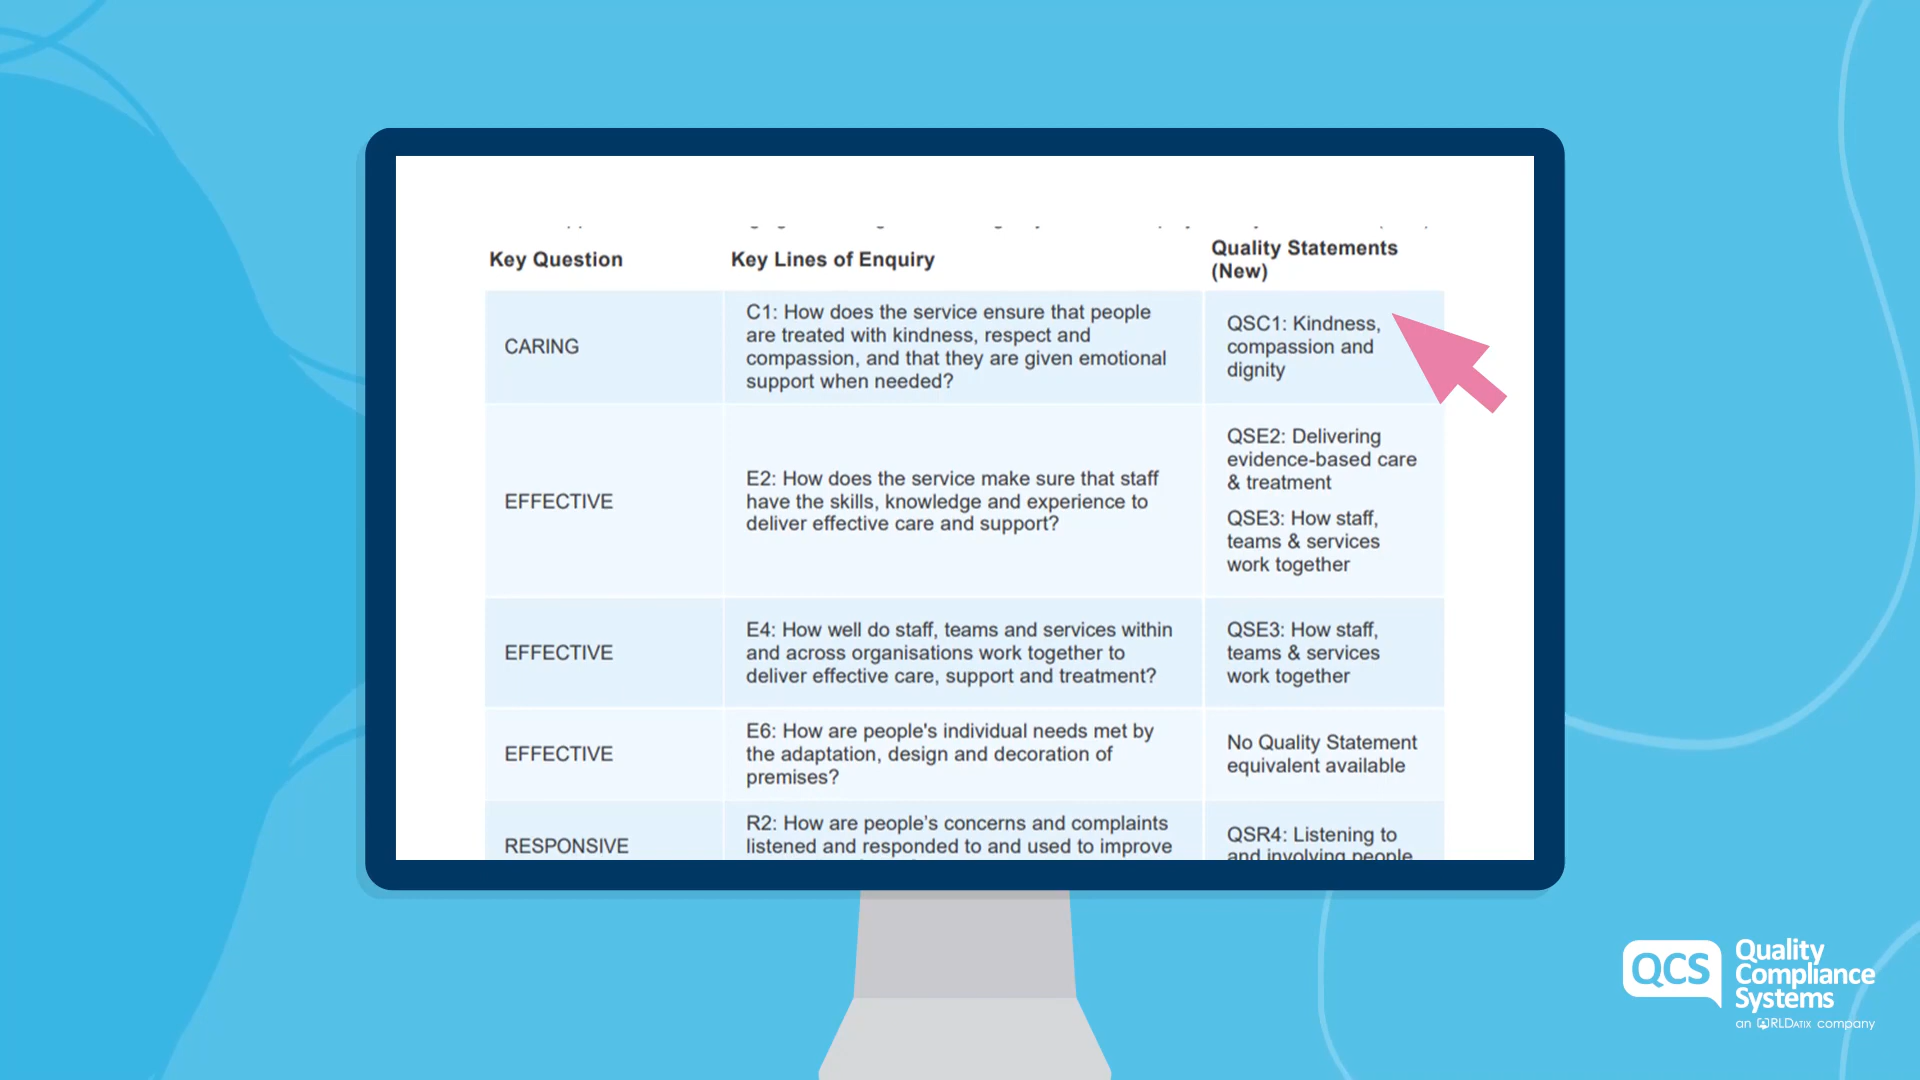 Key Question
Key Lines of Enquiry
Quality Statements
(New)
CARING
C1: How does the service ensure that people
are treated with kindness, respect and
compassion, and that they are given emotional
support when needed?
QSC1: Kindness,
compassion and
dignity
EFFECTIVE
E2: How does the service make sure that staff
have the skills, knowledge and experience to
deliver effective care and support?
QSE2: Delivering
evidence-based care
& treatment
QSE3: How staff,
teams & services
work together
EFFECTIVE
E4: How well do staff, teams and services within
and across organisations work together to
deliver effective care, support and treatment?
QSE3: How staff,
teams & services
work together
EFFECTIVE
E6: How are people's individual needs met by
the adaptation, design and decoration of
premises?
No Quality Statement
equivalent available
RESPONSIVE
R2: How are people’s concerns and complaints
listened and responded to and used to improve
QSR4: Listening to
and involving people
QCS
Quality
Compliance
Systems
an RLDATIX company